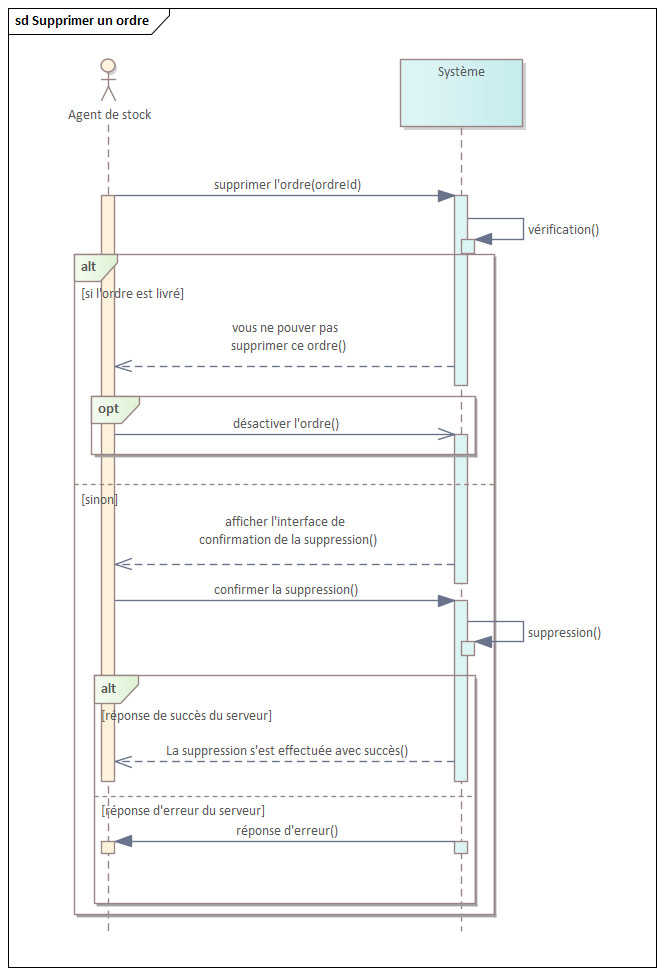 sd Supprimer un ordre
Système
Agent de stock
supprimer l'ordre(ordreId)
vérification()
alt
[si l'ordre est livré]
vous ne pouver pas
supprimer ce ordre()
opt
désactiver l'ordre()
[sinon]
afficher l'interface de
confirmation de la suppression()
confirmer la suppression()
suppression()
alt
[réponse de succès du serveur]
La suppression s'est effectuée avec succès()
[réponse d'erreur du serveur]
réponse d'erreur()